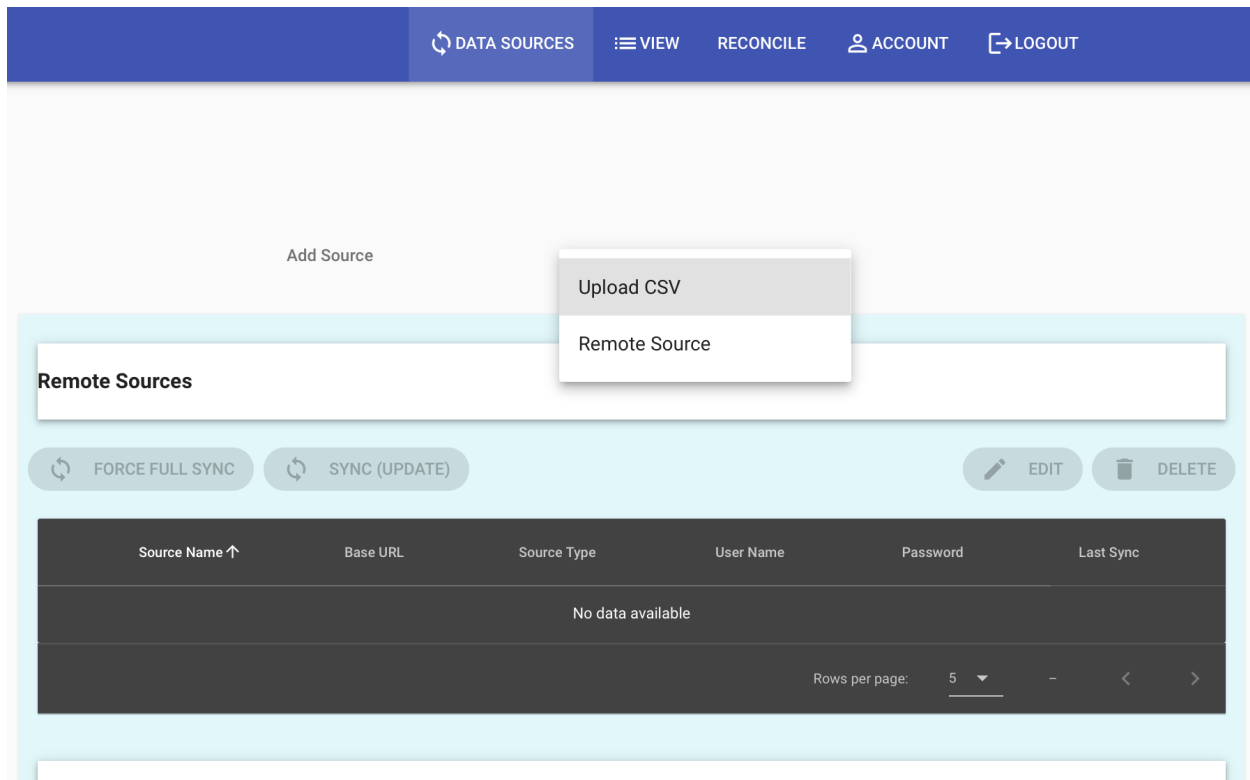 DATA SOURCES VIEW RECONCILE ACCOUNT LOGOUT
Add Source
Upload CSV
Remote Source
Remote Sources
FORCE FULL SYNC SYNC (UPDATE) EDIT DELETE
Source Name Base URL Source Type User Name Password Last Sync
No data available
Rows per page: 5 –